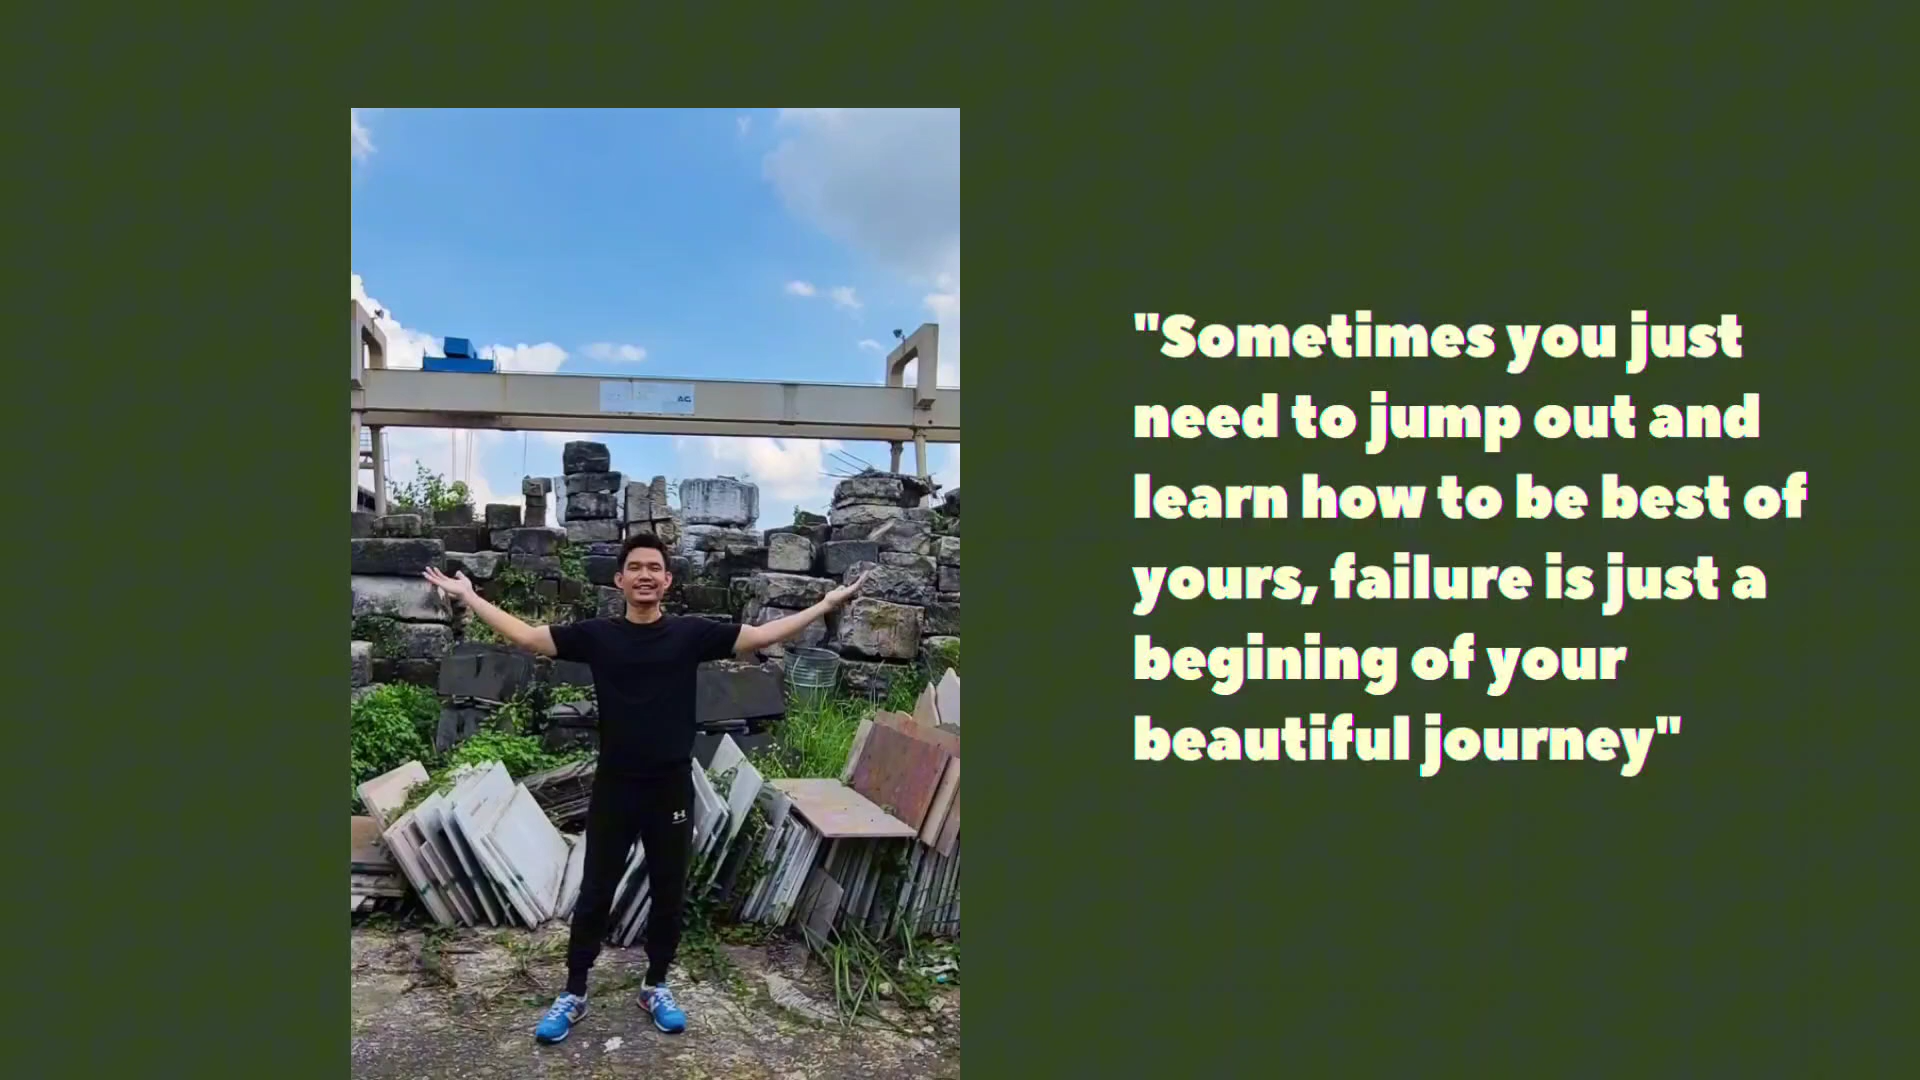 AG
"Sometimes you just
need to jump out and
learn how to be best of
yours, failure is just a
begining of your
beautiful journey"